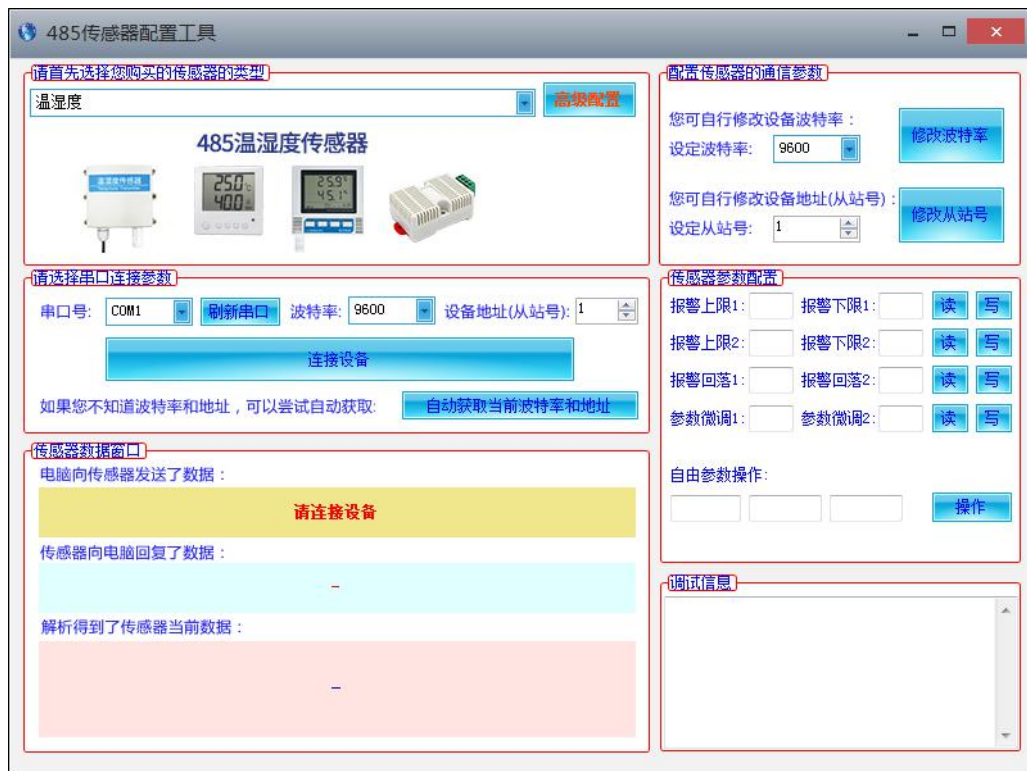 485传感器配置工具
请首先选择您购买的传感器的类型
温湿度
高级配置
485温湿度传感器
温湿度传感器
25.0
40.0
25.9
45.1
请选择串口连接参数
串口号: COM1 刷新串口 波特率: 9600 设备地址(从站号): 1
连接设备
如果您不知道波特率和地址，可以尝试自动获取: 自动获取当前波特率和地址
传感器数据窗口
电脑向传感器发送了数据：
请连接设备
传感器向电脑回复了数据：
–
解析得到了传感器当前数据：
–
配置传感器的通信参数
您可自行修改设备波特率：
设定波特率: 9600
修改波特率
您可自行修改设备地址(从站号)：
设定从站号: 1
修改从站号
传感器参数配置
报警上限1: 报警下限1: 读 写
报警上限2: 报警下限2: 读 写
报警回落1: 报警回落2: 读 写
参数微调1: 参数微调2: 读 写
自由参数操作:
操作
调试信息